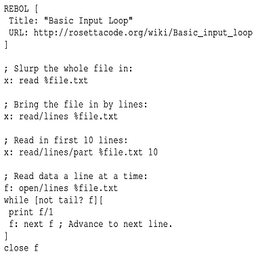 REBOL [
 Title: "Basic Input Loop"
 URL: http://rosettacode.org/wiki/Basic_input_loop
]

; Slurp the whole file in:
x: read %file.txt

; Bring the file in by lines:
x: read/lines %file.txt

; Read in first 10 lines:
x: read/lines/part %file.txt 10

; Read data a line at a time:
f: open/lines %file.txt
while [not tail? f][
 print f/1
 f: next f ; Advance to next line.
]
close f